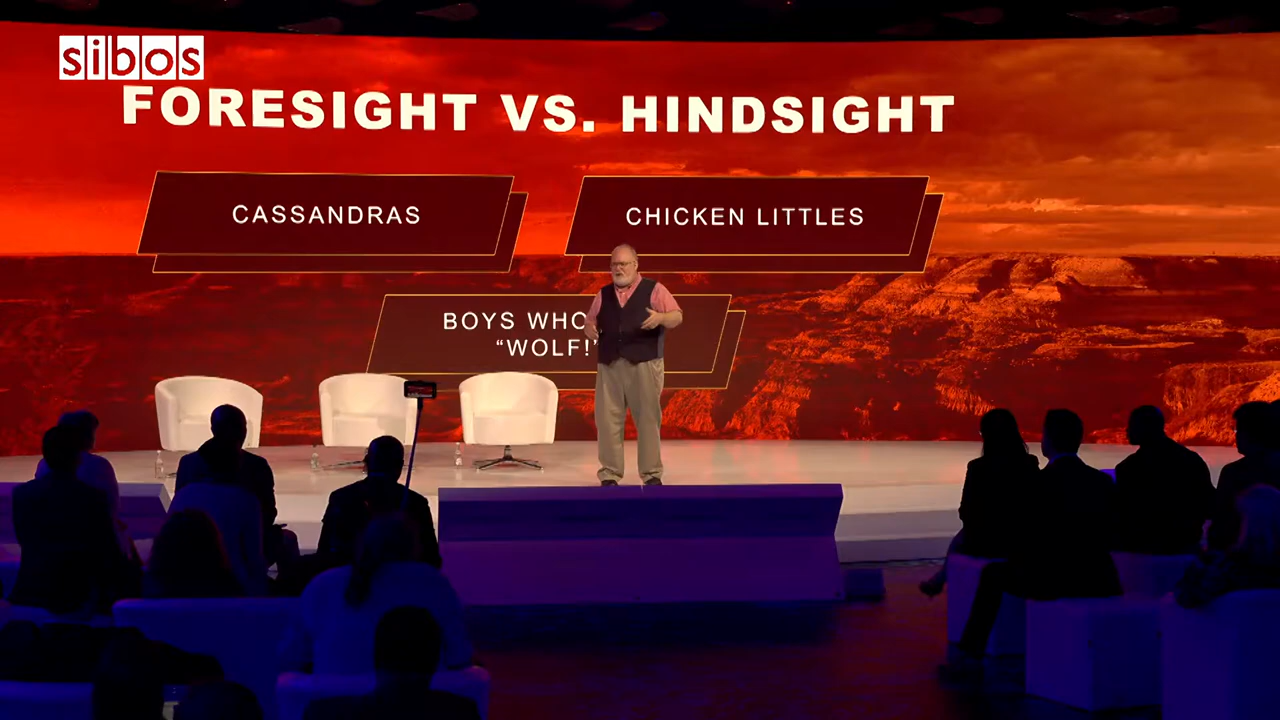 sibos
FORESIGHT VS. HINDSIGHT
CASSANDRAS
CHICKEN LITTLES
BOYS WHO
“WOLF!”